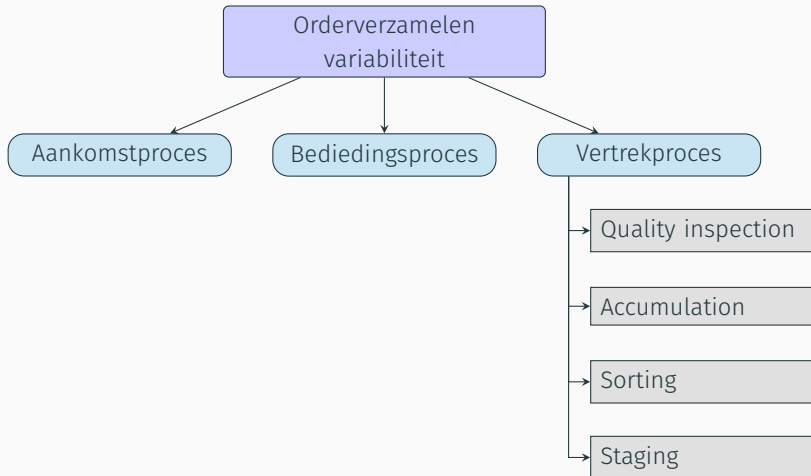 Orderverzamelen
variabiliteit
Aankomstproces
Bediedingsproces
Vertrekproces
Quality inspection
Accumulation
Sorting
Staging